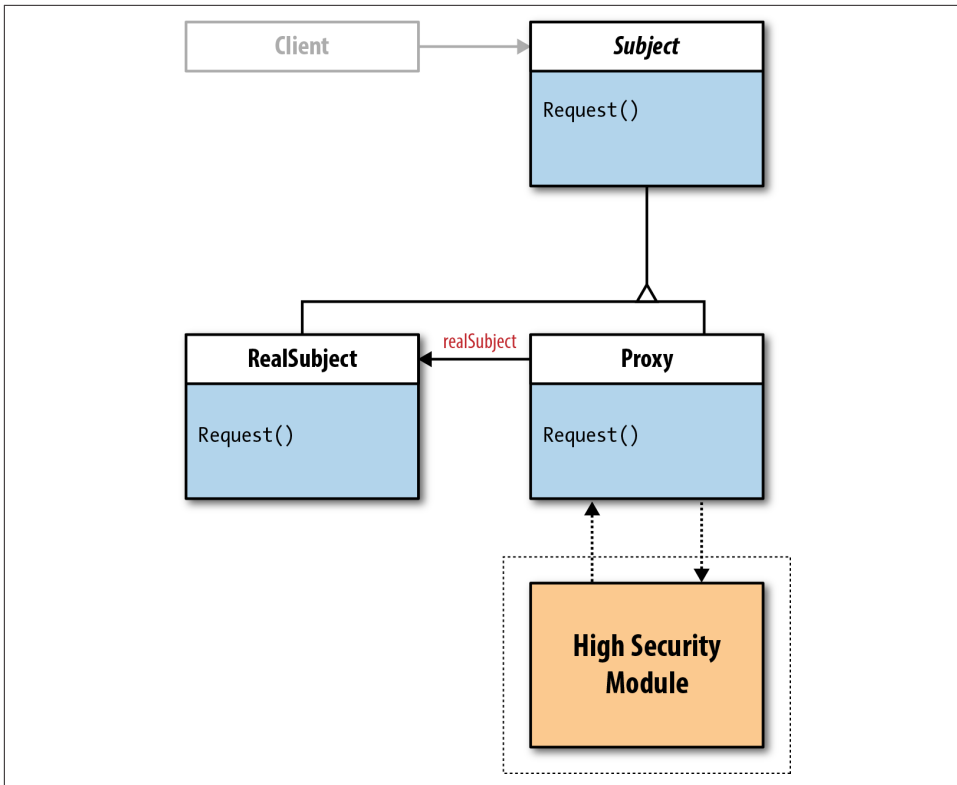 Client
Subject
Request()
realSubject
RealSubject
Proxy
Request()
Request()
High Security
Module